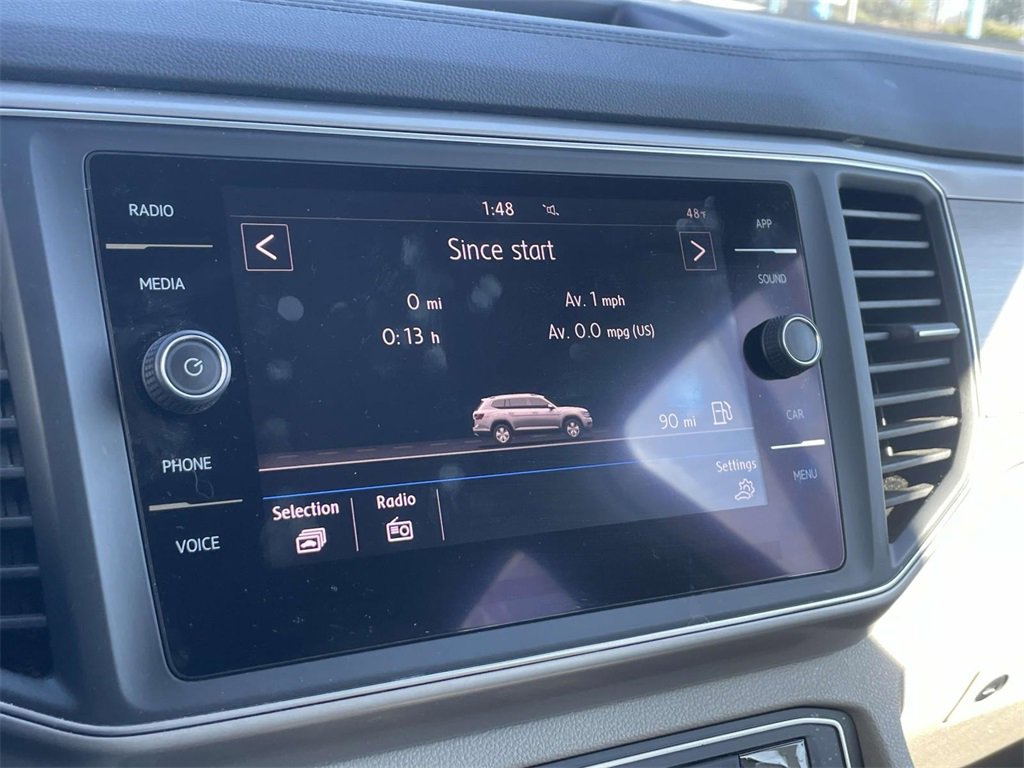 RADIO
MEDIA
PHONE
VOICE
1:48 48°F
Since start
0 mi Av. 1 mph
0:13 h Av. 0.0 mpg (US)
90 mi
Selection Radio Settings
APP
SOUND
CAR
MENU